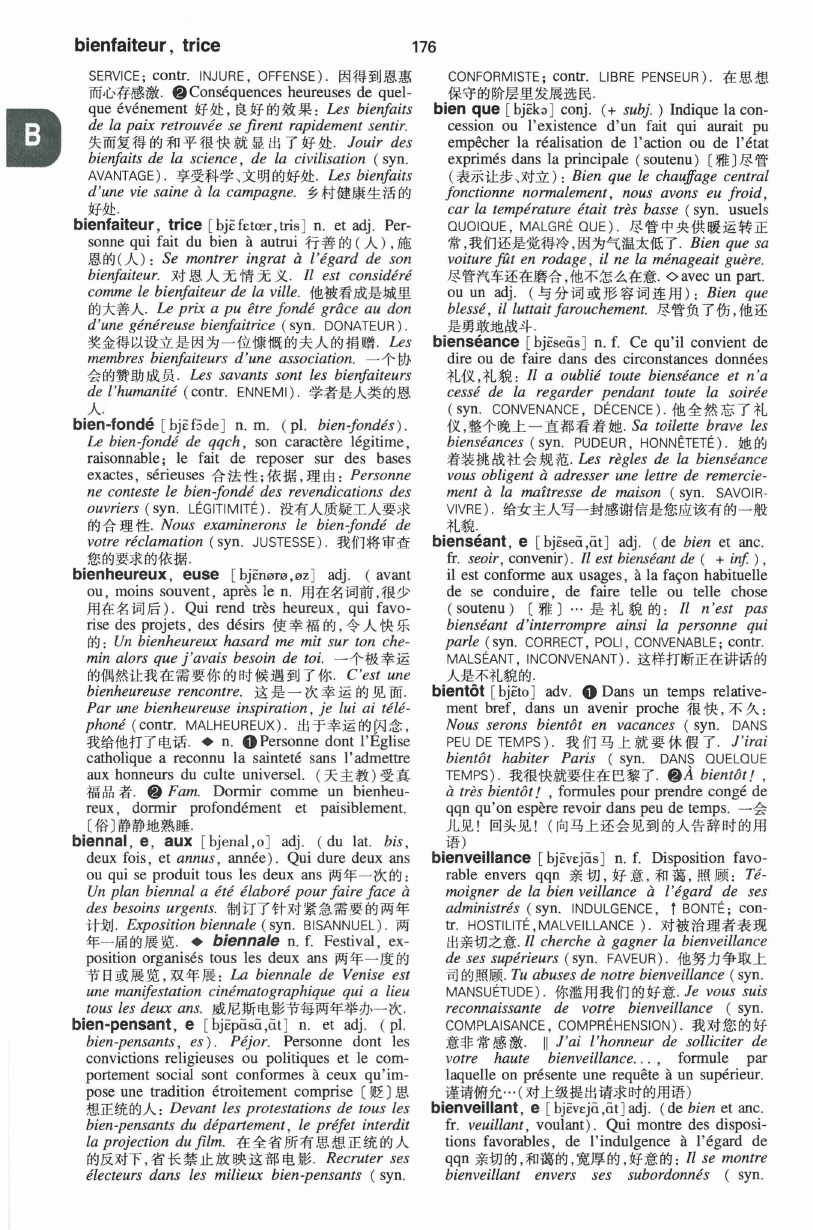 bienfaiteur, trice 176
B
SERVICE; contr. INJURE, OFFENSE). 因得到恩惠
而心存感激. ❷Conséquences heureuses de quel-
que événement 好处,良好的效果: Les bienfaits
de la paix retrouvée se firent rapidement sentir.
失而复得的和平很快就显出了好处. Jouir des
bienfaits de la science, de la civilisation (syn.
AVANTAGE). 享受科学、文明的好处. Les bienfaits
d'une vie saine à la campagne. 乡村健康生活的
好处.
bienfaiteur, trice [bjɛ̃fɛtœr,tris] n. et adj. Per-
sonne qui fait du bien à autrui 行善的(人),施
恩的(人): Se montrer ingrat à l'égard de son
bienfaiteur. 对恩人无情无义. Il est considéré
comme le bienfaiteur de la ville. 他被看成是城里
的大善人. Le prix a pu être fondé grâce au don
d'une généreuse bienfaitrice (syn. DONATEUR).
奖金得以设立是因为一位慷慨的夫人的捐赠. Les
membres bienfaiteurs d'une association. 一个协
会的赞助成员. Les savants sont les bienfaiteurs
de l'humanité (contr. ENNEMI). 学者是人类的恩
人.
bien-fondé [bjɛ̃fɔ̃de] n. m. (pl. bien-fondés).
Le bien-fondé de qqch, son caractère légitime,
raisonnable; le fait de reposer sur des bases
exactes, sérieuses 合法性;依据,理由: Personne
ne conteste le bien-fondé des revendications des
ouvriers (syn. LÉGITIMITÉ). 没有人质疑工人要求
的合理性. Nous examinerons le bien-fondé de
votre réclamation (syn. JUSTESSE). 我们将审查
您的要求的依据.
bienheureux, euse [bjɛ̃nørø,øz] adj. (avant
ou, moins souvent, après le n. 用在名词前,很少
用在名词后). Qui rend très heureux, qui favo-
rise des projets, des désirs 使幸福的,令人快乐
的: Un bienheureux hasard me mit sur ton che-
min alors que j'avais besoin de toi. 一个极幸运
的偶然让我在需要你的时候遇到了你. C'est une
bienheureuse rencontre. 这是一次幸运的见面.
Par une bienheureuse inspiration, je lui ai télé-
phoné (contr. MALHEUREUX). 出于幸运的闪念,
我给他打了电话. ◆ n. ❶Personne dont l'Église
catholique a reconnu la sainteté sans l'admettre
aux honneurs du culte universel. (天主教)受真
福品者. ❷ Fam. Dormir comme un bienheu-
reux, dormir profondément et paisiblement.
〔俗〕静静地熟睡.
biennal, e, aux [bjenal,o] adj. (du lat. bis,
deux fois, et annus, année). Qui dure deux ans
ou qui se produit tous les deux ans 两年一次的:
Un plan biennal a été élaboré pour faire face à
des besoins urgents. 制订了针对紧急需要的两年
计划. Exposition biennale (syn. BISANNUEL). 两
年一届的展览. ◆ biennale n. f. Festival, ex-
position organisés tous les deux ans 两年一度的
节日或展览,双年展: La biennale de Venise est
une manifestation cinématographique qui a lieu
tous les deux ans. 威尼斯电影节每两年举办一次.
bien-pensant, e [bjɛ̃pɑ̃sɑ̃,ɑ̃t] n. et adj. (pl.
bien-pensants, es). Péjor. Personne dont les
convictions religieuses ou politiques et le com-
portement social sont conformes à ceux qu'im-
pose une tradition étroitement comprise〔贬〕思
想正统的人: Devant les protestations de tous les
bien-pensants du département, le préfet interdit
la projection du film. 在全省所有思想正统的人
的反对下,省长禁止放映这部电影. Recruter ses
électeurs dans les milieux bien-pensants (syn.
CONFORMISTE; contr. LIBRE PENSEUR). 在思想
保守的阶层里发展选民.
bien que [bjɛ̃kə] conj. (+ subj.) Indique la con-
cession ou l'existence d'un fait qui aurait pu
empêcher la réalisation de l'action ou de l'état
exprimés dans la principale (soutenu)〔雅〕尽管
(表示让步、对立): Bien que le chauffage central
fonctionne normalement, nous avons eu froid,
car la température était très basse (syn. usuels
QUOIQUE, MALGRÉ QUE). 尽管中央供暖运转正
常,我们还是觉得冷,因为气温太低了. Bien que sa
voiture fût en rodage, il ne la ménageait guère.
尽管汽车还在磨合,他不怎么在意. ◇avec un part.
ou un adj. (与分词或形容词连用): Bien que
blessé, il luttait farouchement. 尽管负了伤,他还
是勇敢地战斗.
bienséance [bjɛ̃seɑ̃s] n. f. Ce qu'il convient de
dire ou de faire dans des circonstances données
礼仪,礼貌: Il a oublié toute bienséance et n'a
cessé de la regarder pendant toute la soirée
(syn. CONVENANCE, DÉCENCE). 他全然忘了礼
仪,整个晚上一直都看着她. Sa toilette brave les
bienséances (syn. PUDEUR, HONNÊTETÉ). 她的
着装挑战社会规范. Les règles de la bienséance
vous obligent à adresser une lettre de remercie-
ment à la maîtresse de maison (syn. SAVOIR-
VIVRE). 给女主人写一封感谢信是您应该有的一般
礼貌.
bienséant, e [bjɛ̃seɑ̃,ɑ̃t] adj. (de bien et anc.
fr. seoir, convenir). Il est bienséant de (+ inf.),
il est conforme aux usages, à la façon habituelle
de se conduire, de faire telle ou telle chose
(soutenu)〔雅〕…是礼貌的: Il n'est pas
bienséant d'interrompre ainsi la personne qui
parle (syn. CORRECT, POLI, CONVENABLE; contr.
MALSÉANT, INCONVENANT). 这样打断正在讲话的
人是不礼貌的.
bientôt [bjɛ̃to] adv. ❶ Dans un temps relative-
ment bref, dans un avenir proche 很快,不久:
Nous serons bientôt en vacances (syn. DANS
PEU DE TEMPS). 我们马上就要休假了. J'irai
bientôt habiter Paris (syn. DANS QUELQUE
TEMPS). 我很快就要住在巴黎了. ❷À bientôt!,
à très bientôt!, formules pour prendre congé de
qqn qu'on espère revoir dans peu de temps. 一会
儿见! 回头见! (向马上还会见到的人告辞时的用
语)
bienveillance [bjɛ̃vɛjɑ̃s] n. f. Disposition favo-
rable envers qqn 亲切,好意,和蔼,照顾: Té-
moigner de la bien veillance à l'égard de ses
administrés (syn. INDULGENCE, ↑ BONTÉ; con-
tr. HOSTILITÉ,MALVEILLANCE). 对被治理者表现
出亲切之意. Il cherche à gagner la bienveillance
de ses supérieurs (syn. FAVEUR). 他努力争取上
司的照顾. Tu abuses de notre bienveillance (syn.
MANSUÉTUDE). 你滥用我们的好意. Je vous suis
reconnaissante de votre bienveillance (syn.
COMPLAISANCE, COMPRÉHENSION). 我对您的好
意非常感激. ‖ J'ai l'honneur de solliciter de
votre haute bienveillance..., formule par
laquelle on présente une requête à un supérieur.
谨请俯允…(对上级提出请求时的用语)
bienveillant, e [bjɛ̃vɛjɑ̃,ɑ̃t] adj. (de bien et anc.
fr. veuillant, voulant). Qui montre des disposi-
tions favorables, de l'indulgence à l'égard de
qqn 亲切的,和蔼的,宽厚的,好意的: Il se montre
bienveillant envers ses subordonnés (syn.